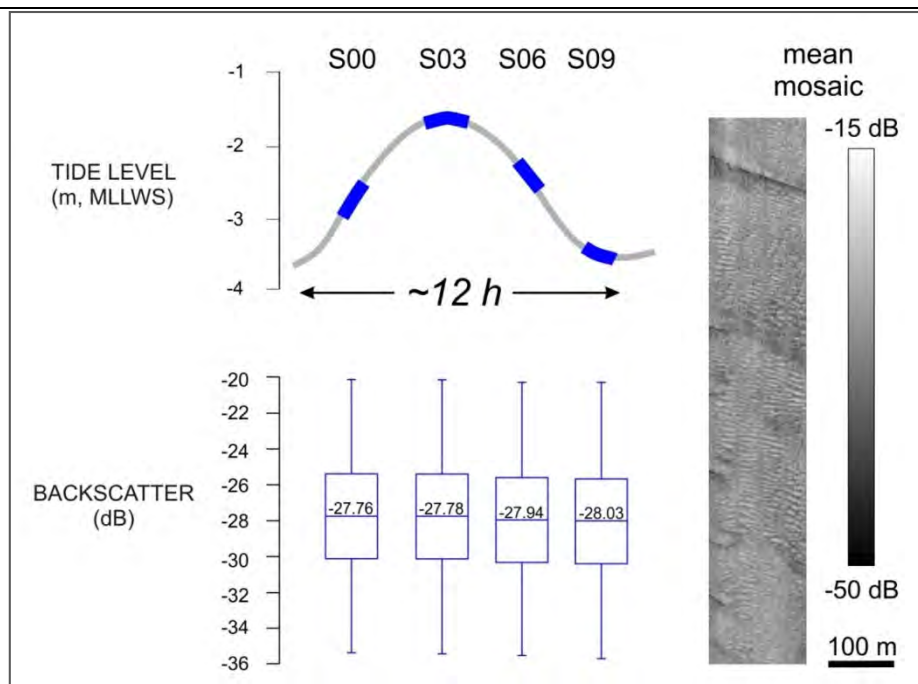 S00 S03 S06 S09
mean
mosaic
-1
-2
-3
-4
TIDE LEVEL
(m, MLLWS)
~12 h
-15 dB
-50 dB
100 m
-20
-22
-24
-26
-28
-30
-32
-34
-36
BACKSCATTER
(dB)
-27.76 -27.78 -27.94 -28.03